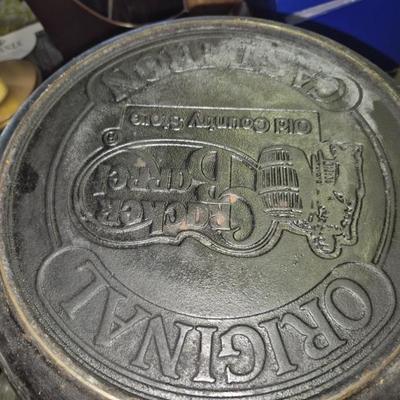 ORIGINAL
Cracker
Barrel
Old Country Store
®
CAST IRON